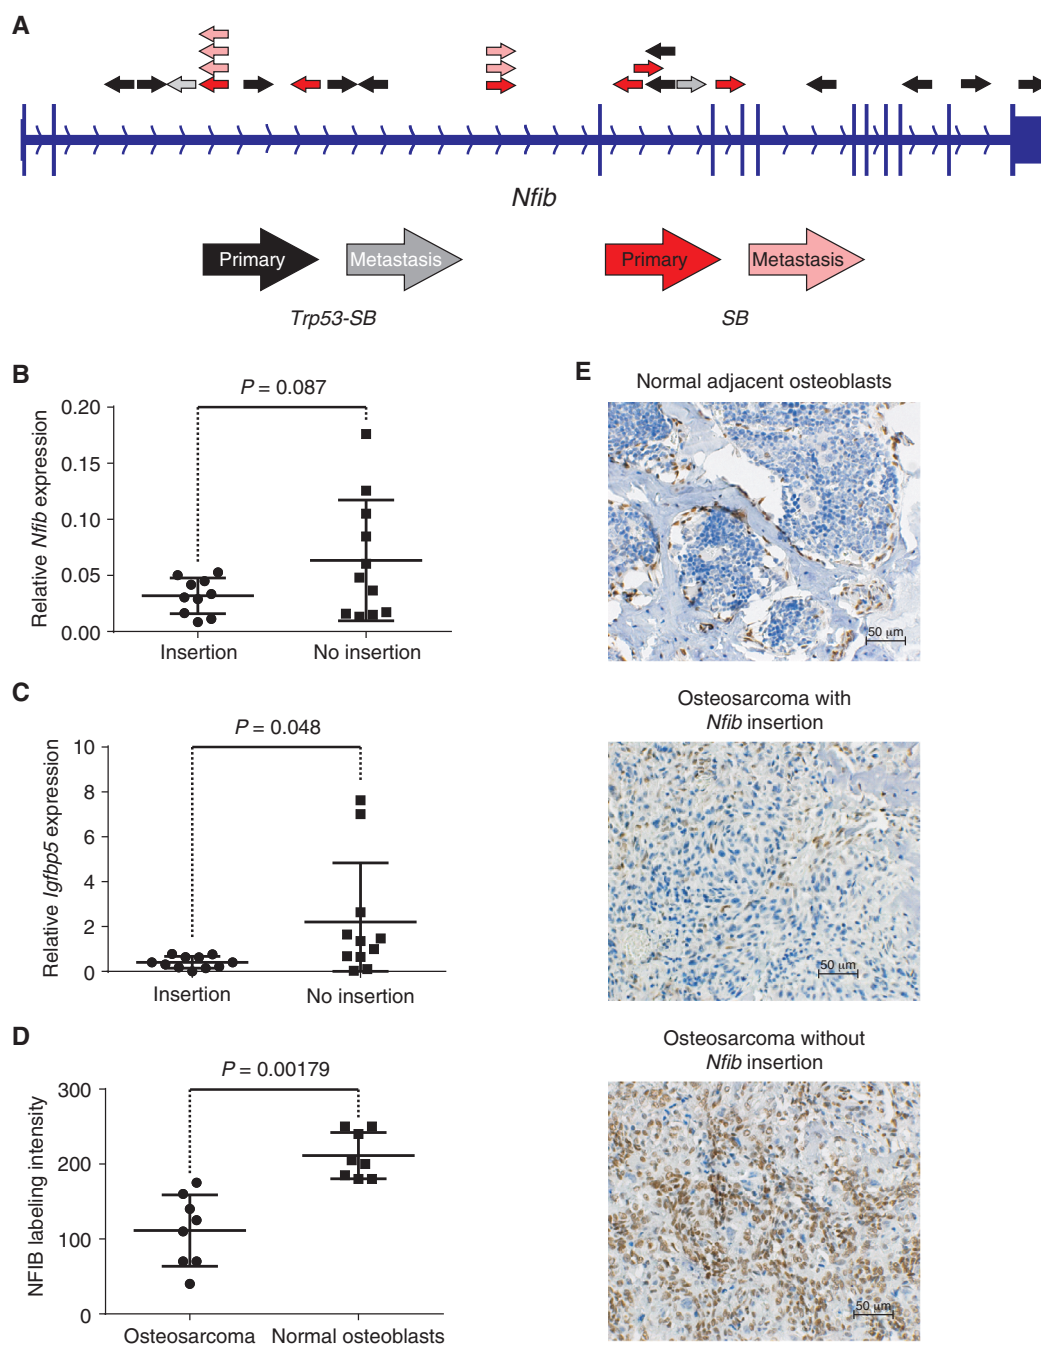 A
Nfib
Primary
Metastasis
Primary
Metastasis
Trp53-SB
SB
B
P = 0.087
Relative Nfib expression
0.20
0.15
0.10
0.05
0.00
Insertion
No insertion
C
P = 0.048
Relative Igfbp5 expression
10
8
6
4
2
0
Insertion
No insertion
D
P = 0.00179
NFIB labeling intensity
300
200
100
0
Osteosarcoma
Normal osteoblasts
E
Normal adjacent osteoblasts
50 µm
Osteosarcoma with
Nfib insertion
50 µm
Osteosarcoma without
Nfib insertion
50 µm